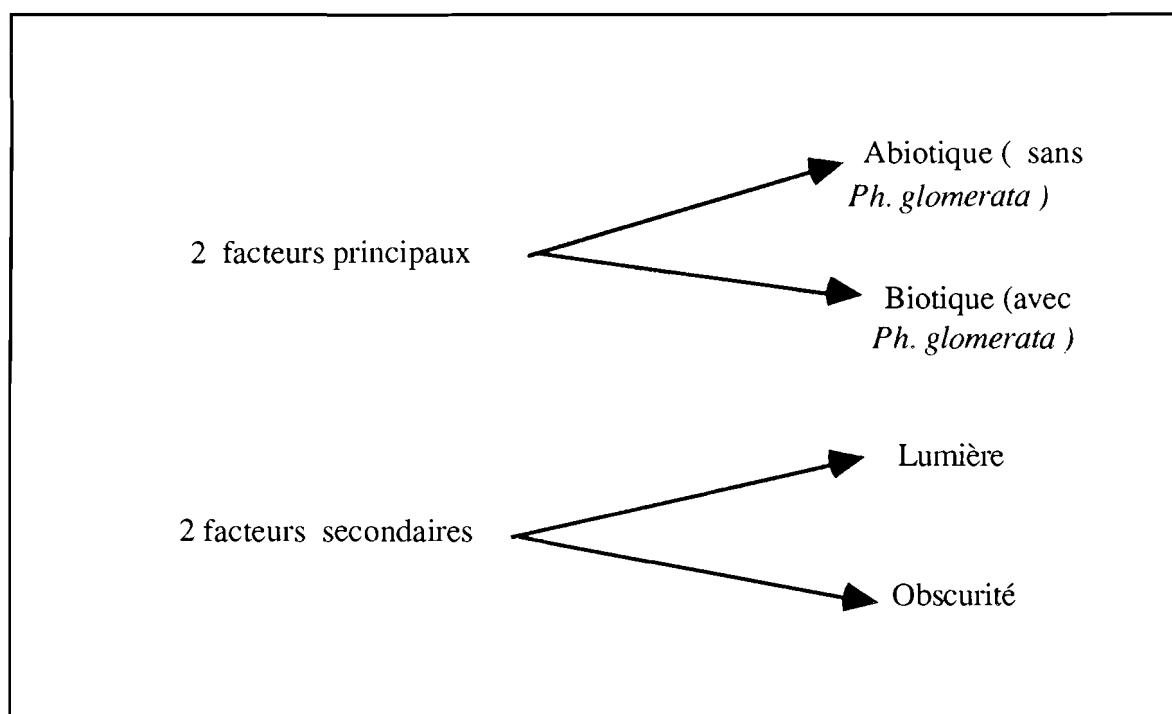 Abiotique ( sans
Ph. glomerata )
2 facteurs principaux
Biotique (avec
Ph. glomerata )
Lumière
2 facteurs secondaires
Obscurité